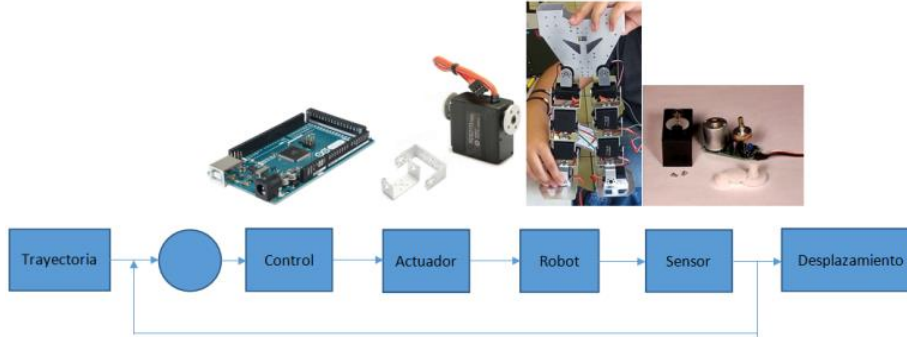 Trayectoria
Control
Actuador
Robot
Sensor
Desplazamiento